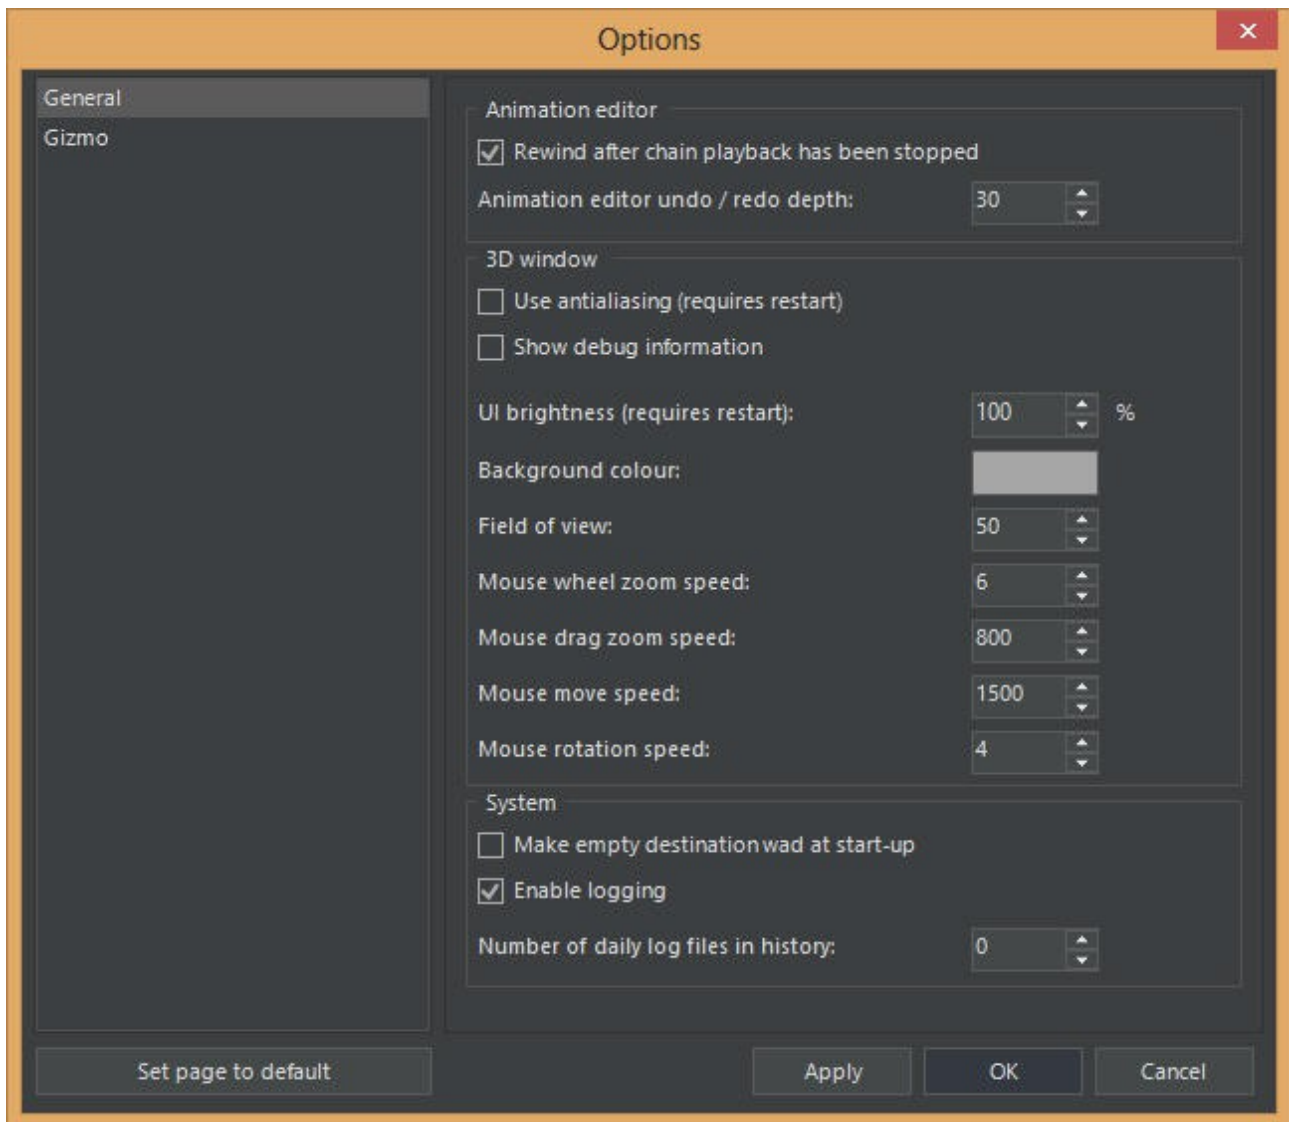 Options
General
Gizmo
Animation editor
Rewind after chain playback has been stopped
Animation editor undo / redo depth: 30
3D window
Use antialiasing (requires restart)
Show debug information
UI brightness (requires restart): 100 %
Background colour:
Field of view: 50
Mouse wheel zoom speed: 6
Mouse drag zoom speed: 800
Mouse move speed: 1500
Mouse rotation speed: 4
System
Make empty destination wad at start-up
Enable logging
Number of daily log files in history: 0
Set page to default
Apply
OK
Cancel